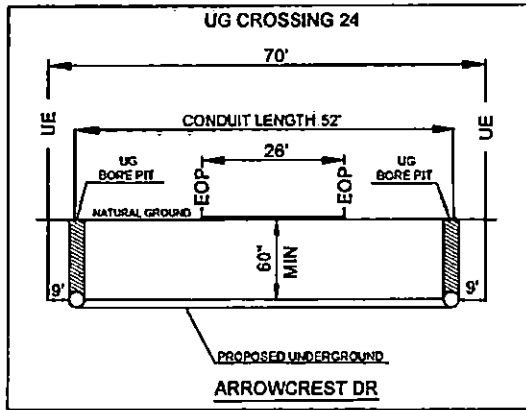 UG CROSSING 24
70'
UE
UE
CONDUIT LENGTH 52'
26'
UG
BORE PIT
EOP
EOP
UG
BORE PIT
NATURAL GROUND
60"
MIN
9'
9'
PROPOSED UNDERGROUND
ARROWCREST DR